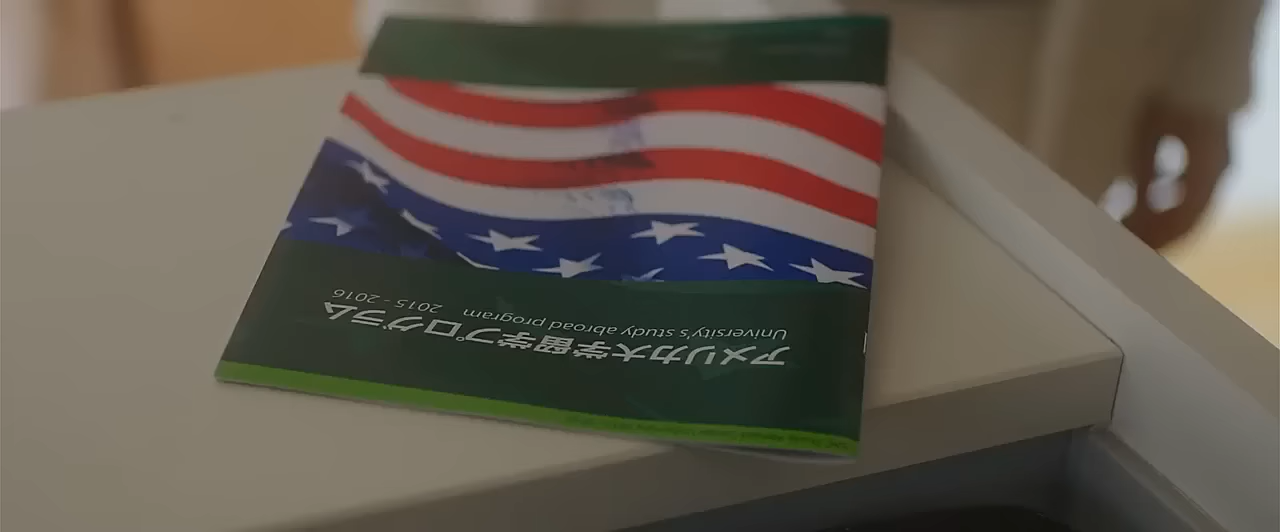 アメリカ大学留学プログラム
University's study abroad program 2015 - 2016